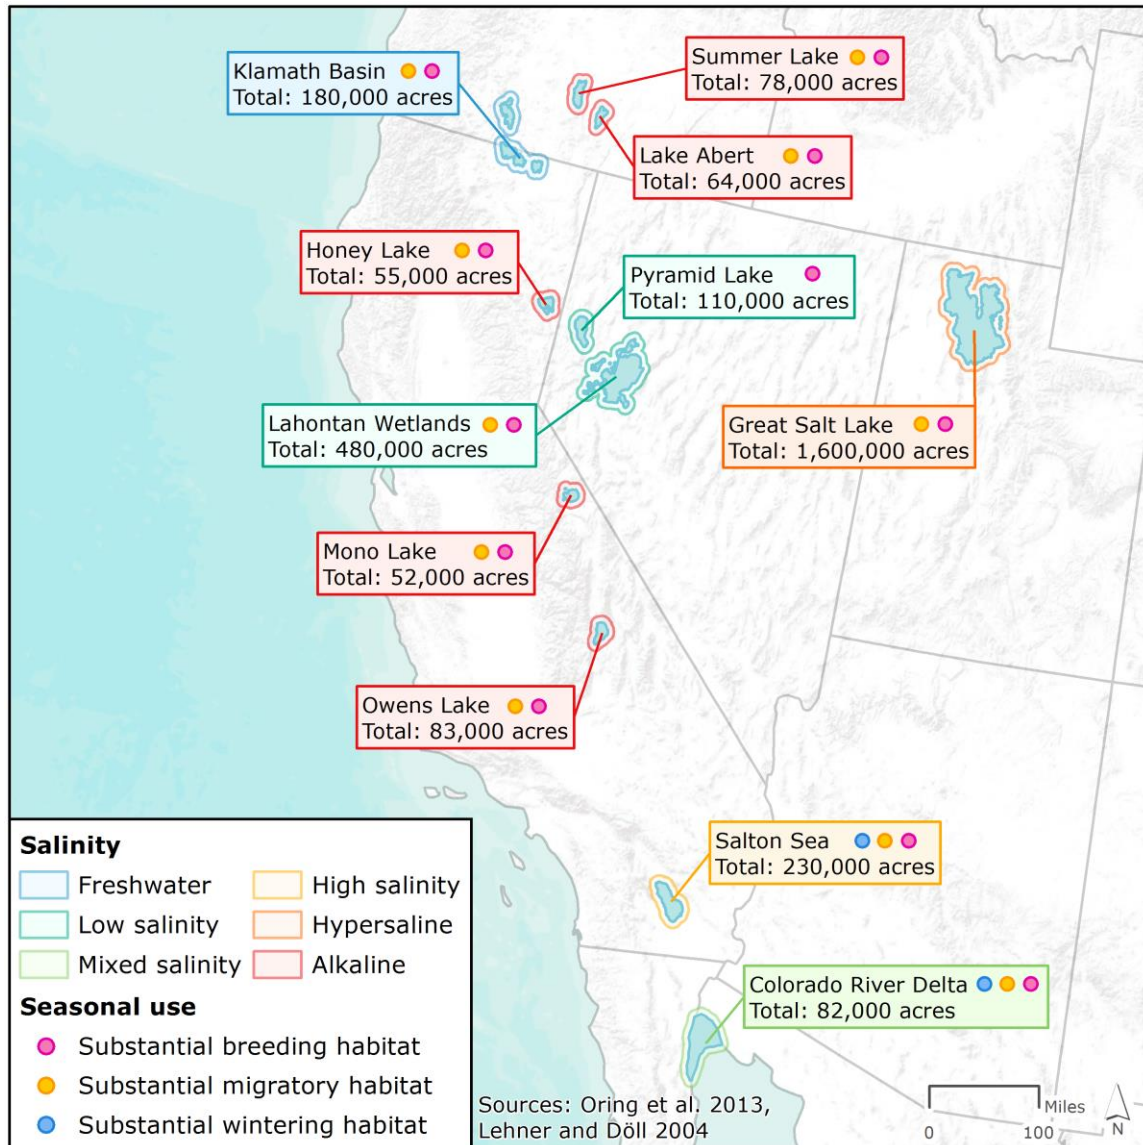 Klamath Basin
Total: 180,000 acres
Summer Lake
Total: 78,000 acres
Lake Abert
Total: 64,000 acres
Honey Lake
Total: 55,000 acres
Pyramid Lake
Total: 110,000 acres
Lahontan Wetlands
Total: 480,000 acres
Great Salt Lake
Total: 1,600,000 acres
Mono Lake
Total: 52,000 acres
Owens Lake
Total: 83,000 acres
Salton Sea
Total: 230,000 acres
Colorado River Delta
Total: 82,000 acres
Salinity
Freshwater
High salinity
Low salinity
Hypersaline
Mixed salinity
Alkaline
Seasonal use
Substantial breeding habitat
Substantial migratory habitat
Substantial wintering habitat
Sources: Oring et al. 2013,
Lehner and Döll 2004
Miles
0 100
N